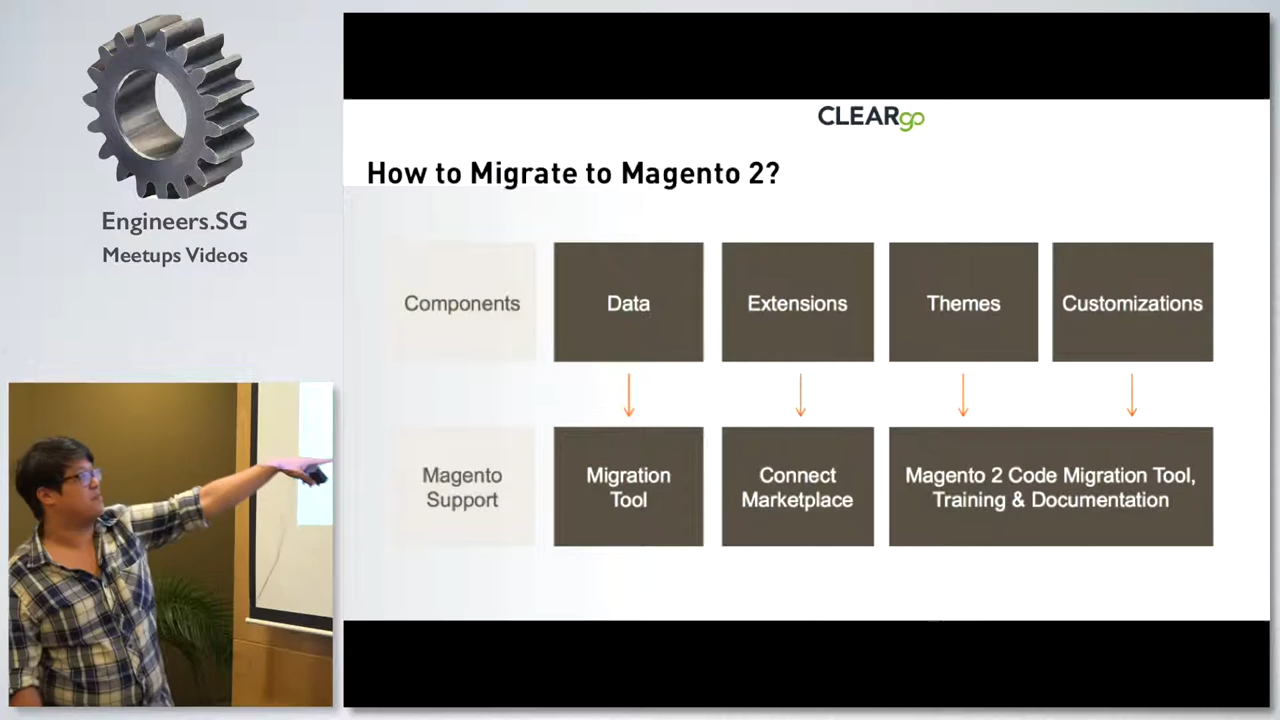 Engineers.SG
Meetups Videos
CLEARgo
How to Migrate to Magento 2?
Components
Data
Extensions
Themes
Customizations
Magento
Support
Migration
Tool
Connect
Marketplace
Magento 2 Code Migration Tool,
Training & Documentation